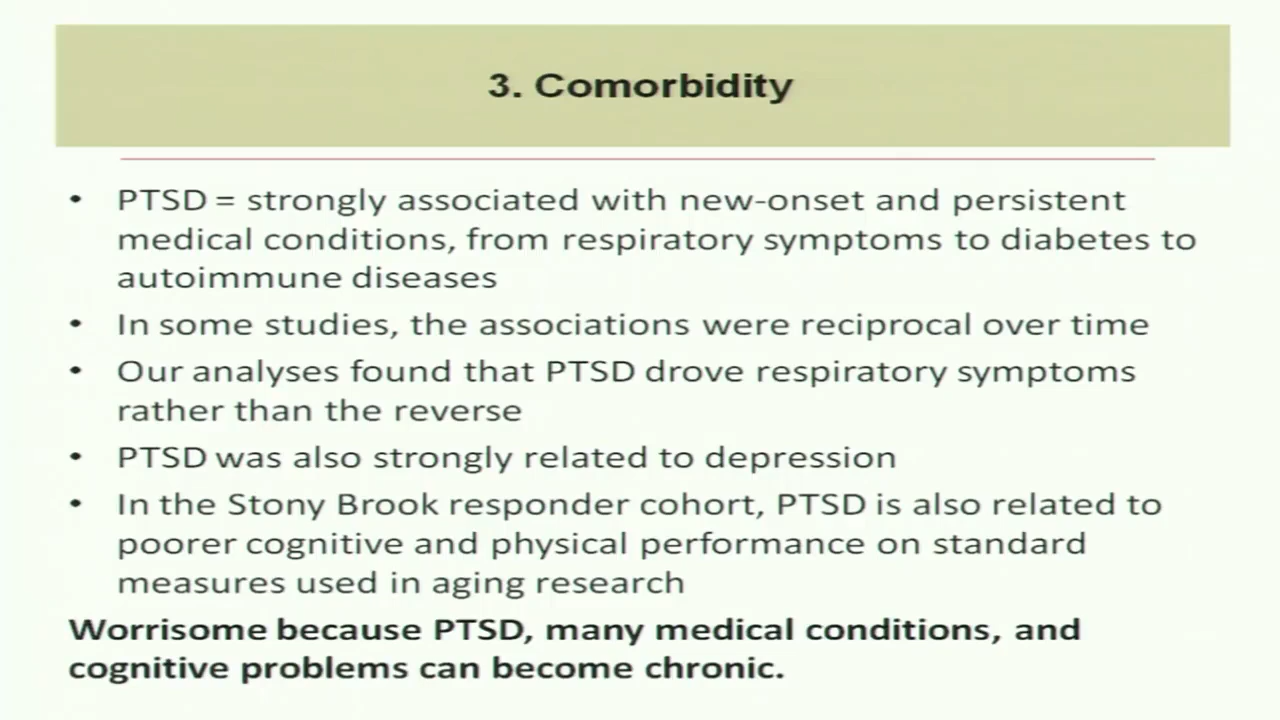 3. Comorbidity
• PTSD = strongly associated with new-onset and persistent
medical conditions, from respiratory symptoms to diabetes to
autoimmune diseases
• In some studies, the associations were reciprocal over time
• Our analyses found that PTSD drove respiratory symptoms
rather than the reverse
• PTSD was also strongly related to depression
• In the Stony Brook responder cohort, PTSD is also related to
poorer cognitive and physical performance on standard
measures used in aging research
Worrisome because PTSD, many medical conditions, and
cognitive problems can become chronic.